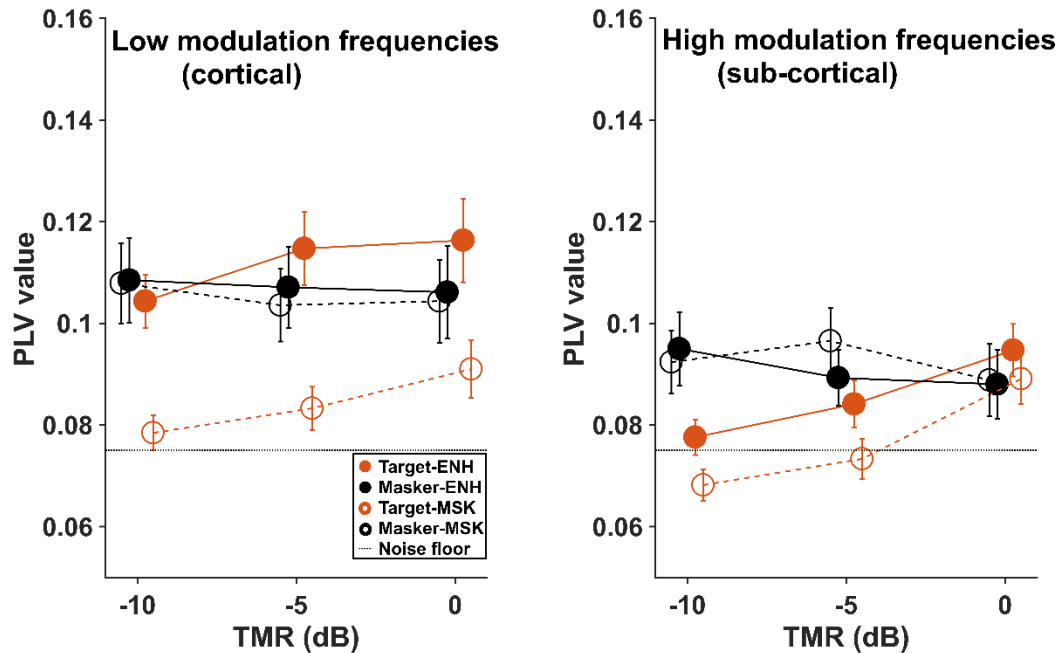 Low modulation frequencies
(cortical)
0.16
0.14
0.12
0.1
0.08
0.06
PLV value
-10
-5
0
TMR (dB)
Target-ENH
Masker-ENH
Target-MSK
Masker-MSK
Noise floor
High modulation frequencies
(sub-cortical)
0.16
0.14
0.12
0.1
0.08
0.06
PLV value
-10
-5
0
TMR (dB)